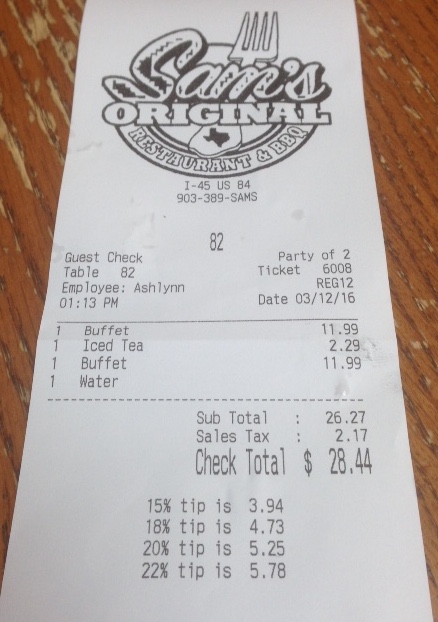 Sam's
ORIGINAL
RESTAURANT & BBQ
I-45 US 84
903-389-SAMS
82
Guest Check Party of 2
Table 82 Ticket 6008
Employee: Ashlynn REG12
01:13 PM Date 03/12/16
1 Buffet 11.99
1 Iced Tea 2.29
1 Buffet 11.99
1 Water
Sub Total : 26.27
Sales Tax : 2.17
Check Total $ 28.44
15% tip is 3.94
18% tip is 4.73
20% tip is 5.25
22% tip is 5.78